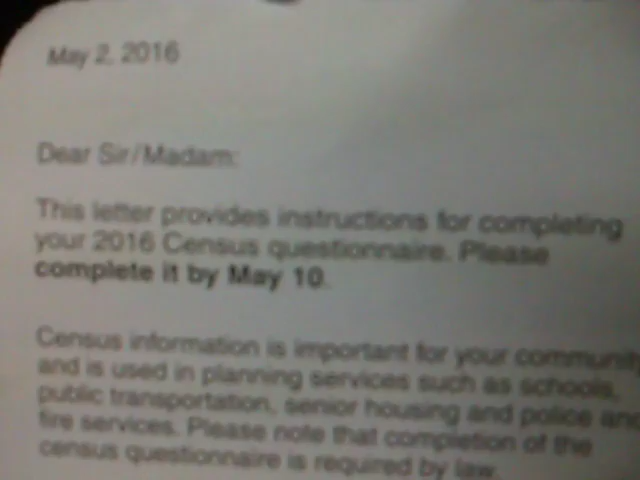 May 2, 2016
Dear Sir/Madam:
This letter provides instructions for completing
your 2016 Census questionnaire. Please
complete it by May 10.
Census information is important for your community
and is used in planning services such as schools,
public transportation, senior housing and police and
fire services. Please note that completion of the
census questionnaire is required by law.